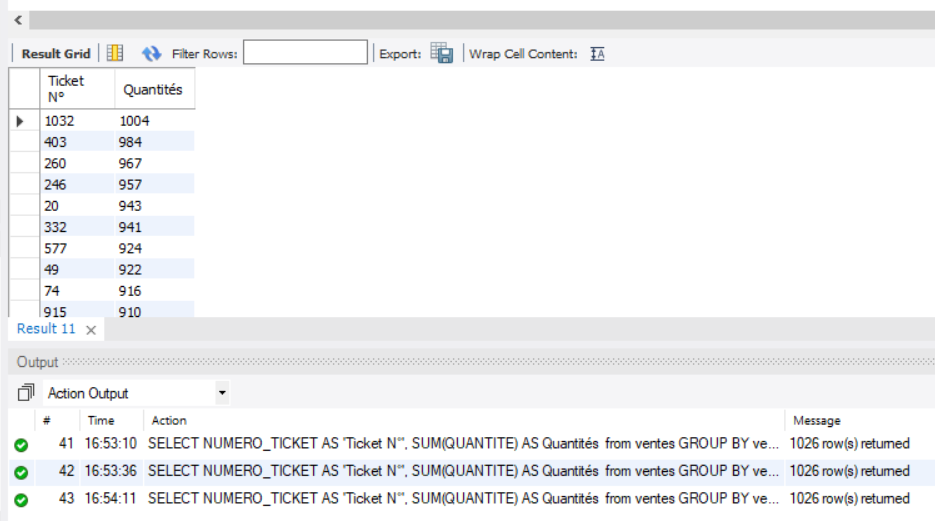 Result Grid Filter Rows: Export: Wrap Cell Content:
Ticket
N° Quantités
1032 1004
403 984
260 967
246 957
20 943
332 941
577 924
49 922
74 916
915 910
Result 11
Output
Action Output
# Time Action Message
41 16:53:10 SELECT NUMERO_TICKET AS 'Ticket N°', SUM(QUANTITE) AS Quantités from ventes GROUP BY ve... 1026 row(s) returned
42 16:53:36 SELECT NUMERO_TICKET AS 'Ticket N°', SUM(QUANTITE) AS Quantités from ventes GROUP BY ve... 1026 row(s) returned
43 16:54:11 SELECT NUMERO_TICKET AS 'Ticket N°', SUM(QUANTITE) AS Quantités from ventes GROUP BY ve... 1026 row(s) returned